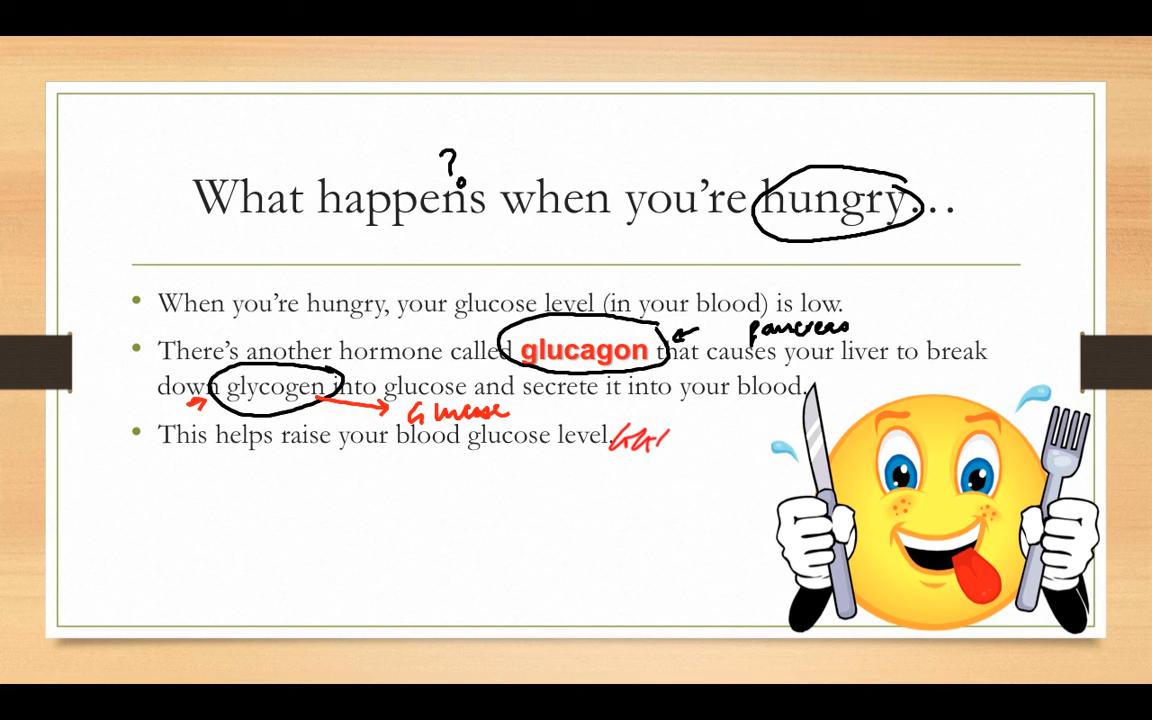 ?
What happens when you're hungry...
• When you're hungry, your glucose level (in your blood) is low.
pancreas
• There's another hormone called glucagon that causes your liver to break
down glycogen into glucose and secrete it into your blood.
Glucose
• This helps raise your blood glucose level.